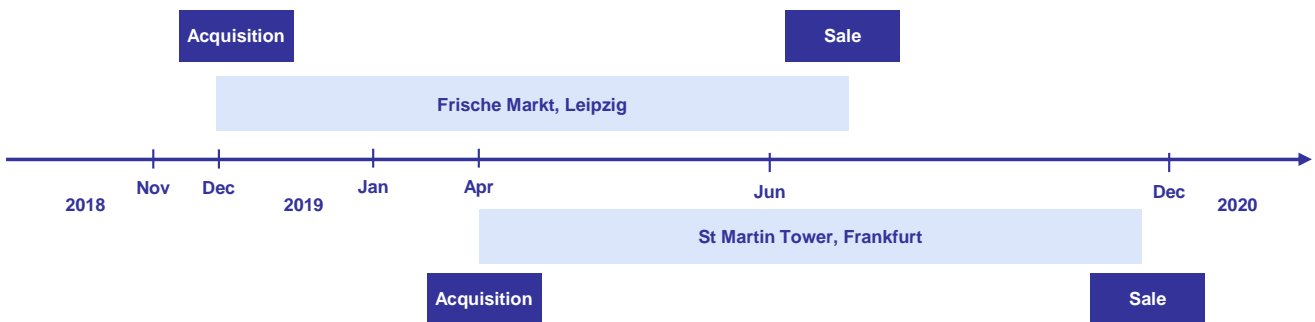 Acquisition
Sale
Frische Markt, Leipzig
Nov
Dec
Jan
Apr
Jun
Dec
2018
2019
2020
St Martin Tower, Frankfurt
Acquisition
Sale